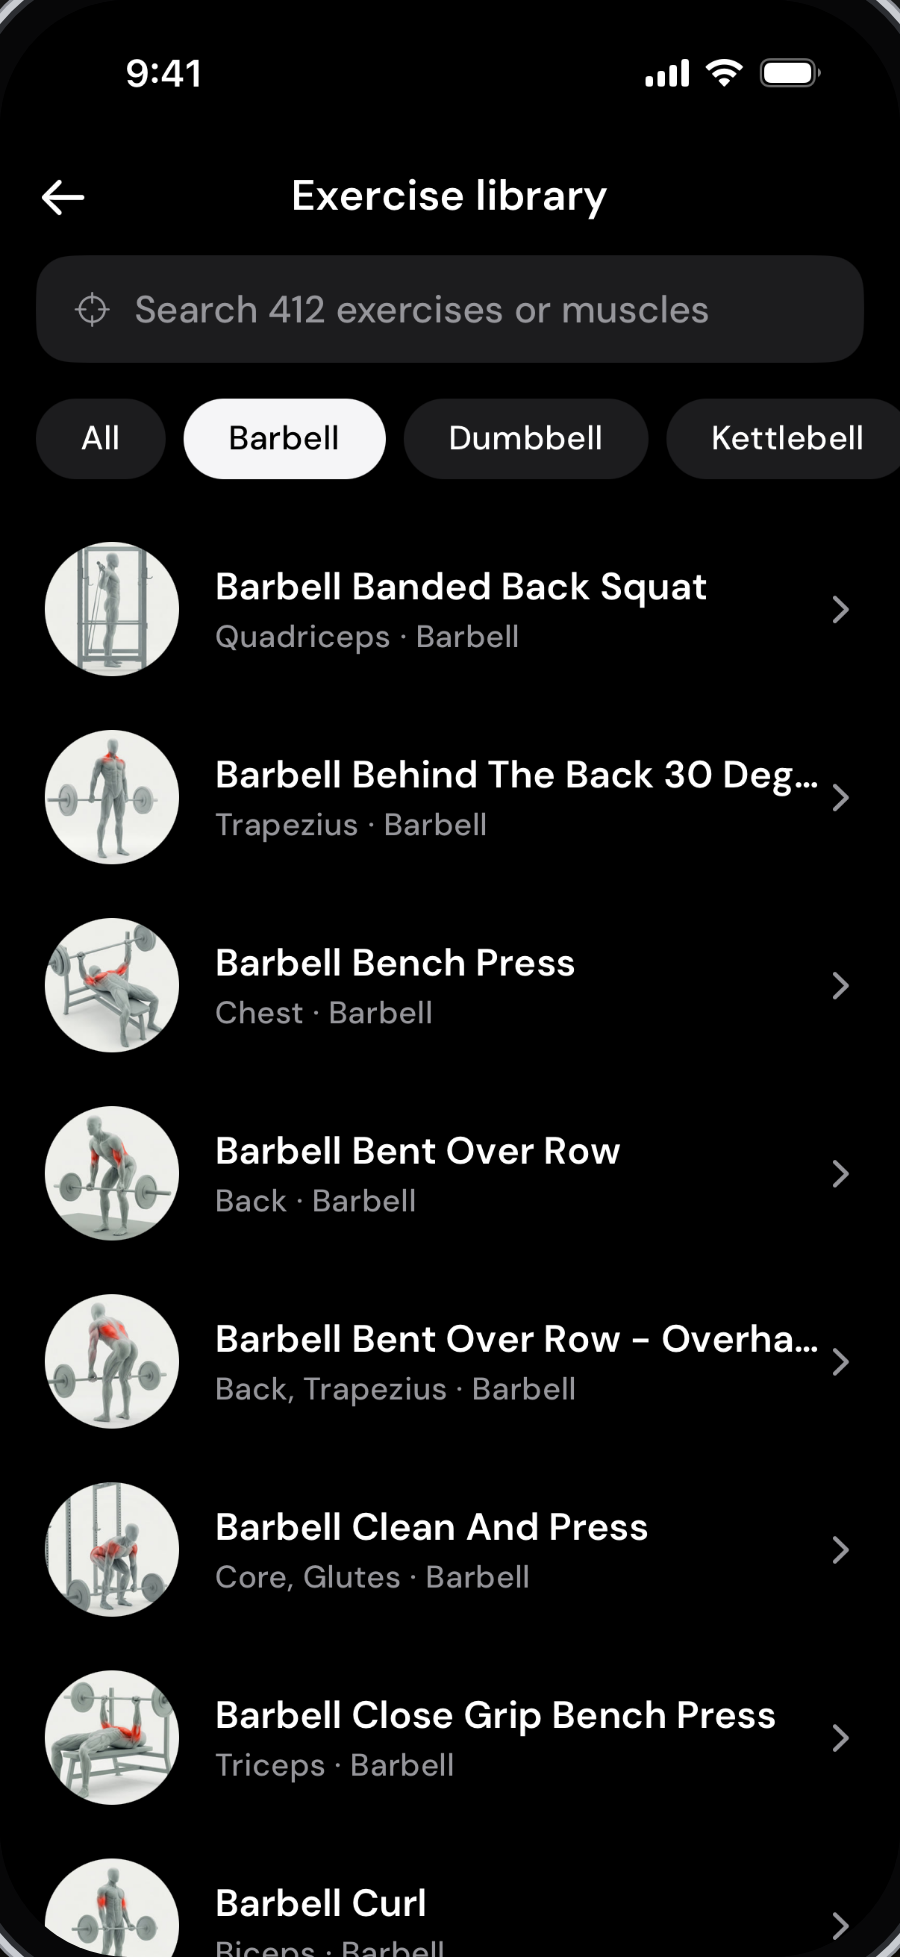 9:41
Exercise library
Search 412 exercises or muscles
All Barbell Dumbbell Kettlebell
Barbell Banded Back Squat
Quadriceps · Barbell
Barbell Behind The Back 30 Deg...
Trapezius · Barbell
Barbell Bench Press
Chest · Barbell
Barbell Bent Over Row
Back · Barbell
Barbell Bent Over Row - Overha...
Back, Trapezius · Barbell
Barbell Clean And Press
Core, Glutes · Barbell
Barbell Close Grip Bench Press
Triceps · Barbell
Barbell Curl
Biceps · Barbell